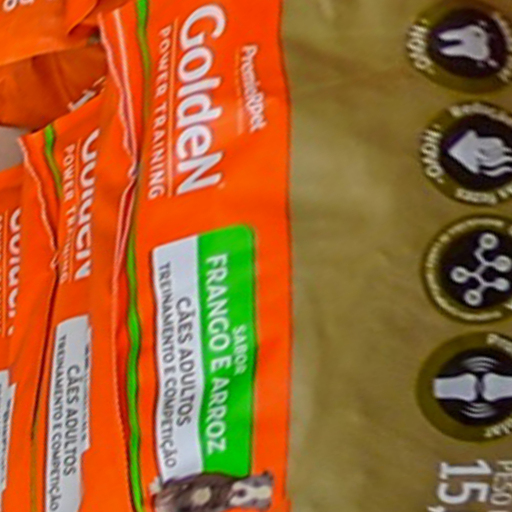 PremieRpet
GoldeN
POWER TRAINING
SABOR
FRANGO E ARROZ
CÃES ADULTOS
TREINAMENTO E COMPETIÇÃO
GoldeN
POWER TRAINING
CÃES ADULTOS
TREINAMENTO E COMPETIÇÃO
NOVO
NOVO
PESO
15